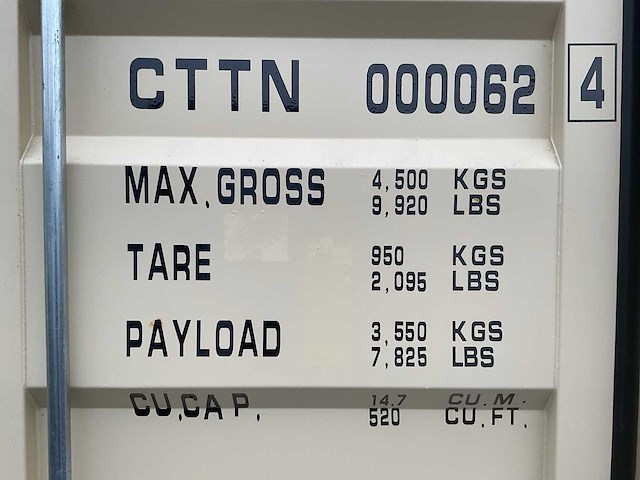 CTTN 000062 4
MAX.GROSS 4,500 KGS
9,920 LBS
TARE 950 KGS
2,095 LBS
PAYLOAD 3,550 KGS
7,825 LBS
CU.CAP. 14.7 CU.M.
520 CU.FT.